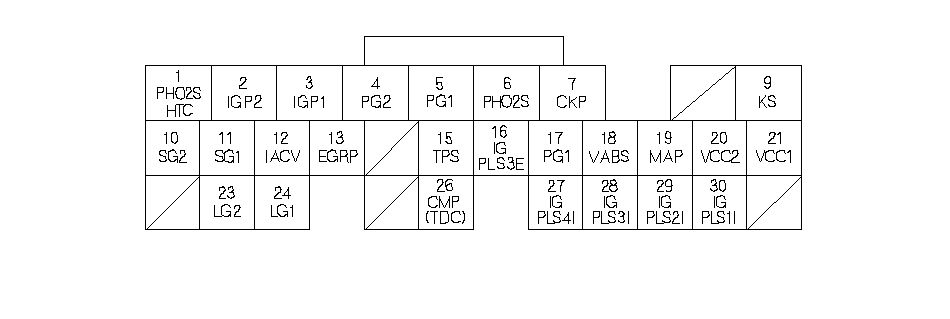 1
PHO2S
HTC
2
IGP2
3
IGP1
4
PG2
5
PG1
6
PHO2S
7
CKP
9
KS
10
SG2
11
SG1
12
IACV
13
EGRP
15
TPS
16
IG
PLS3E
17
PG1
18
VABS
19
MAP
20
VCC2
21
VCC1
23
LG2
24
LG1
26
CMP
(TDC)
27
IG
PLS4I
28
IG
PLS3I
29
IG
PLS2I
30
IG
PLS1I